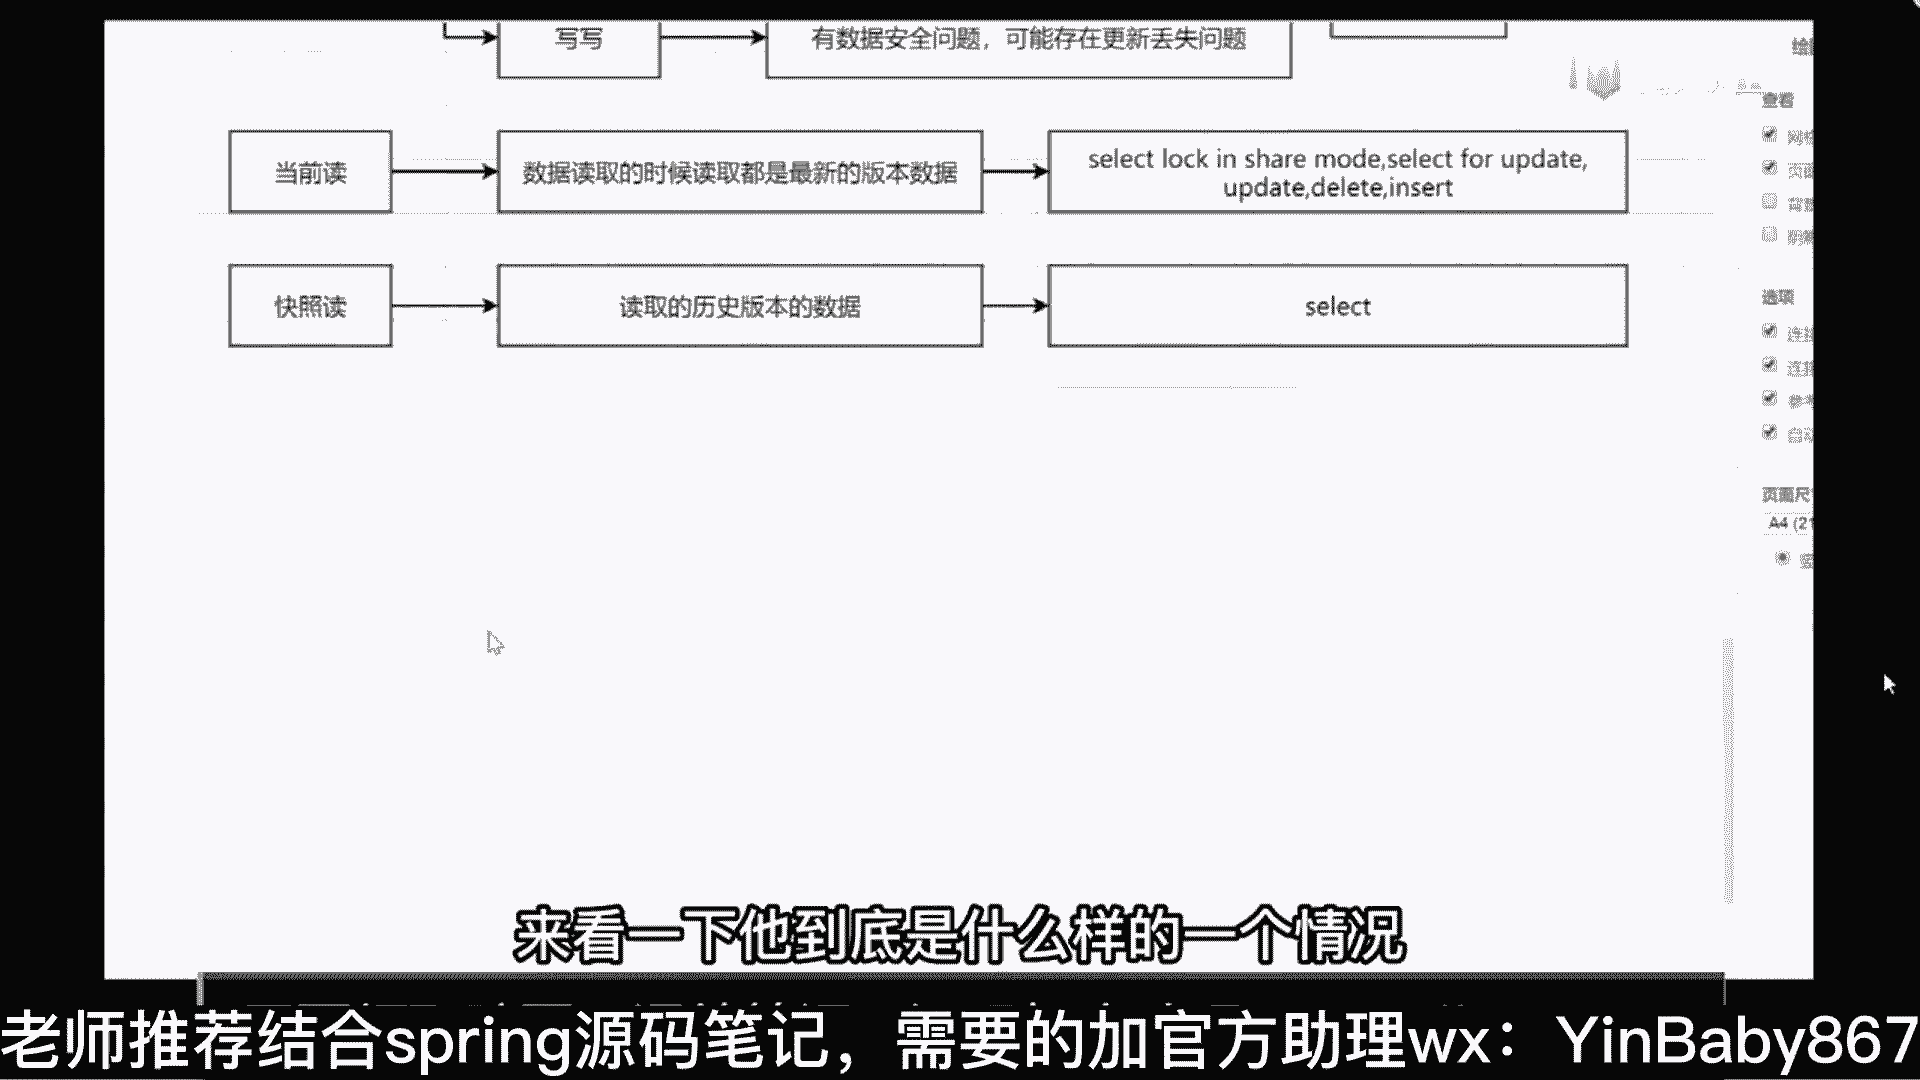 写写
有数据安全问题，可能存在更新丢失问题
查看
当前读
数据读取的时候读取都是最新的版本数据
select lock in share mode,select for update,
update,delete,insert
快照读
读取的历史版本的数据
select
选项
页面尺
A4 (21
来看一下他到底是什么样的一个情况
老师推荐结合spring源码笔记，需要的加官方助理wx：YinBaby867